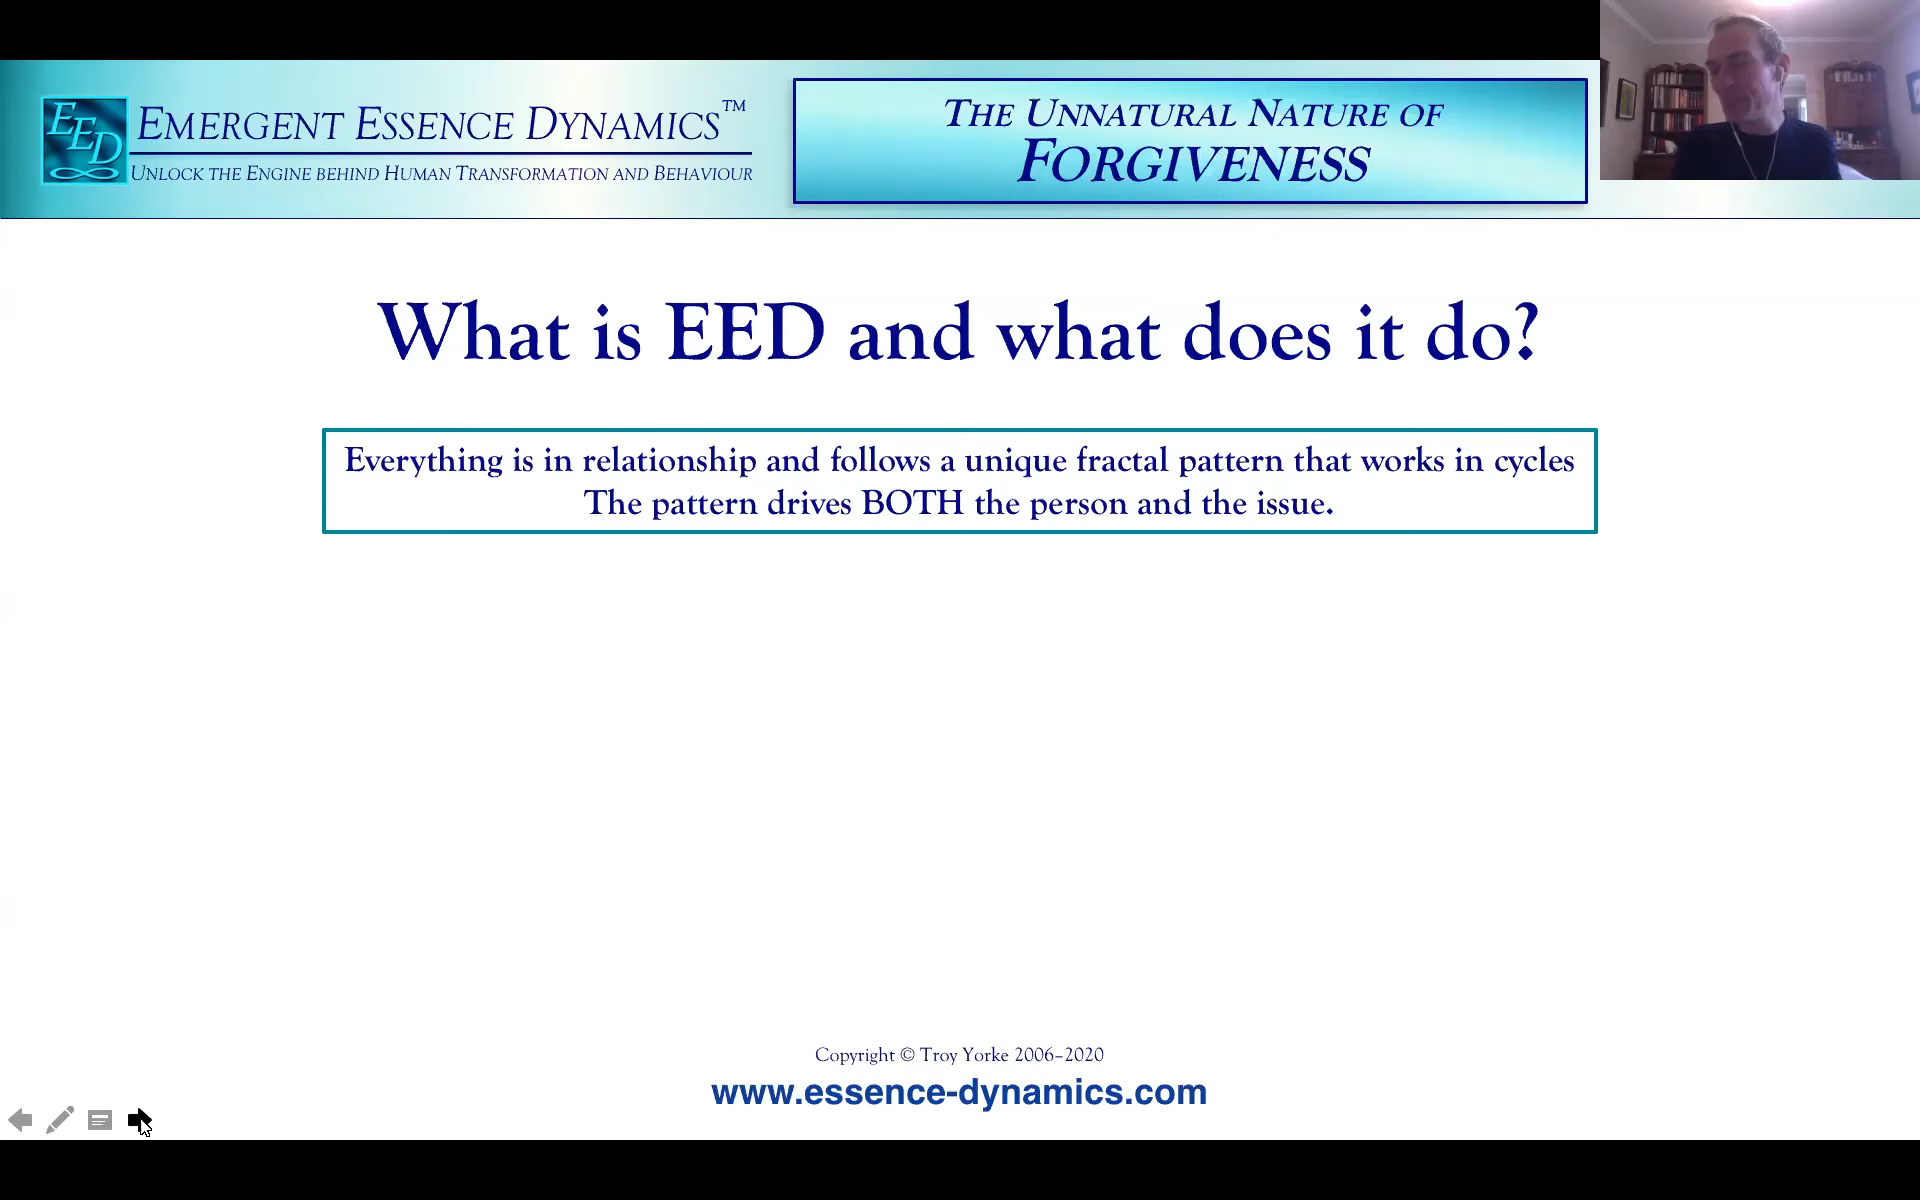 EED
EMERGENT ESSENCE DYNAMICS™
UNLOCK THE ENGINE BEHIND HUMAN TRANSFORMATION AND BEHAVIOUR
THE UNNATURAL NATURE OF
FORGIVENESS
What is EED and what does it do?
Everything is in relationship and follows a unique fractal pattern that works in cycles
The pattern drives BOTH the person and the issue.
Copyright © Troy Yorke 2006–2020
www.essence-dynamics.com